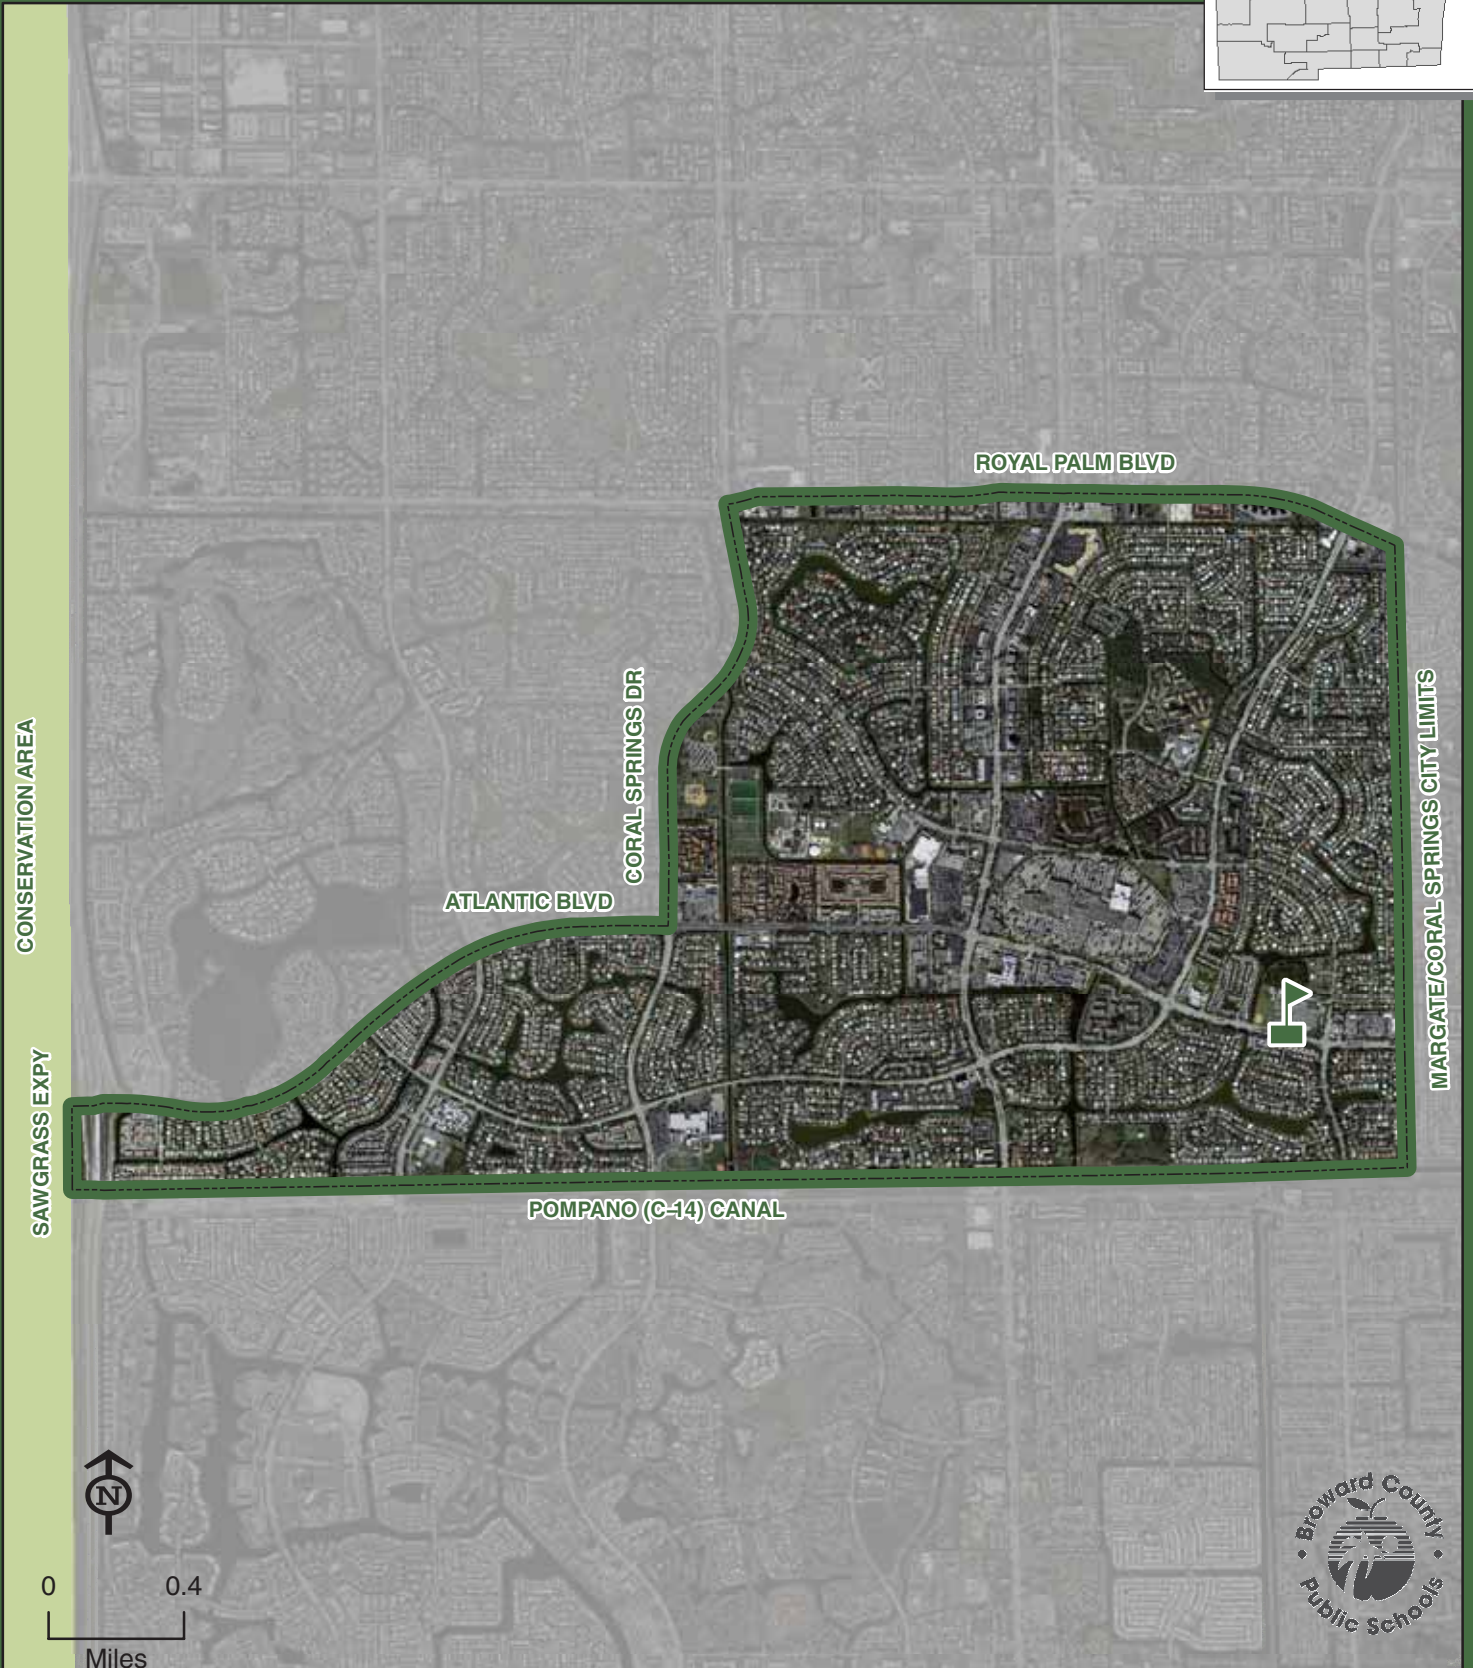 ROYAL PALM BLVD
CORAL SPRINGS DR
MARGATE/CORAL SPRINGS CITY LIMITS
CONSERVATION AREA
ATLANTIC BLVD
SAWGRASS EXPY
POMPANO (C-14) CANAL
N
0 0.4
Miles
Broward County
Public Schools